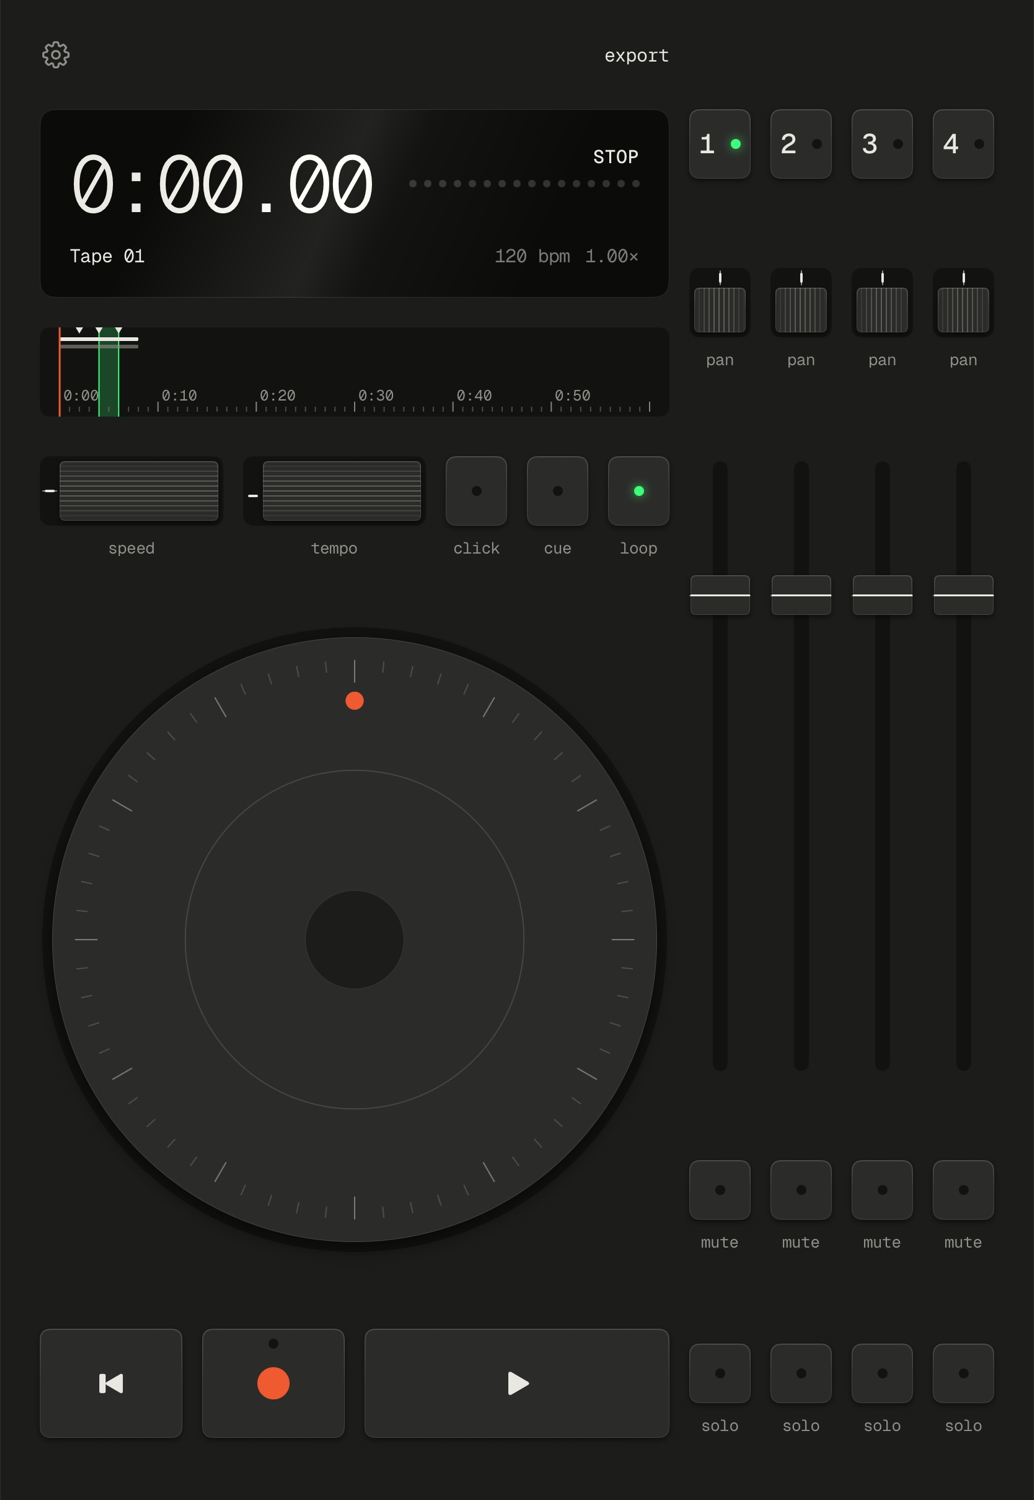 export
0:00.00
STOP
Tape 01
120 bpm 1.00×
1 2 3 4
pan pan pan pan
0:00 0:10 0:20 0:30 0:40 0:50
speed tempo click cue loop
mute mute mute mute
solo solo solo solo